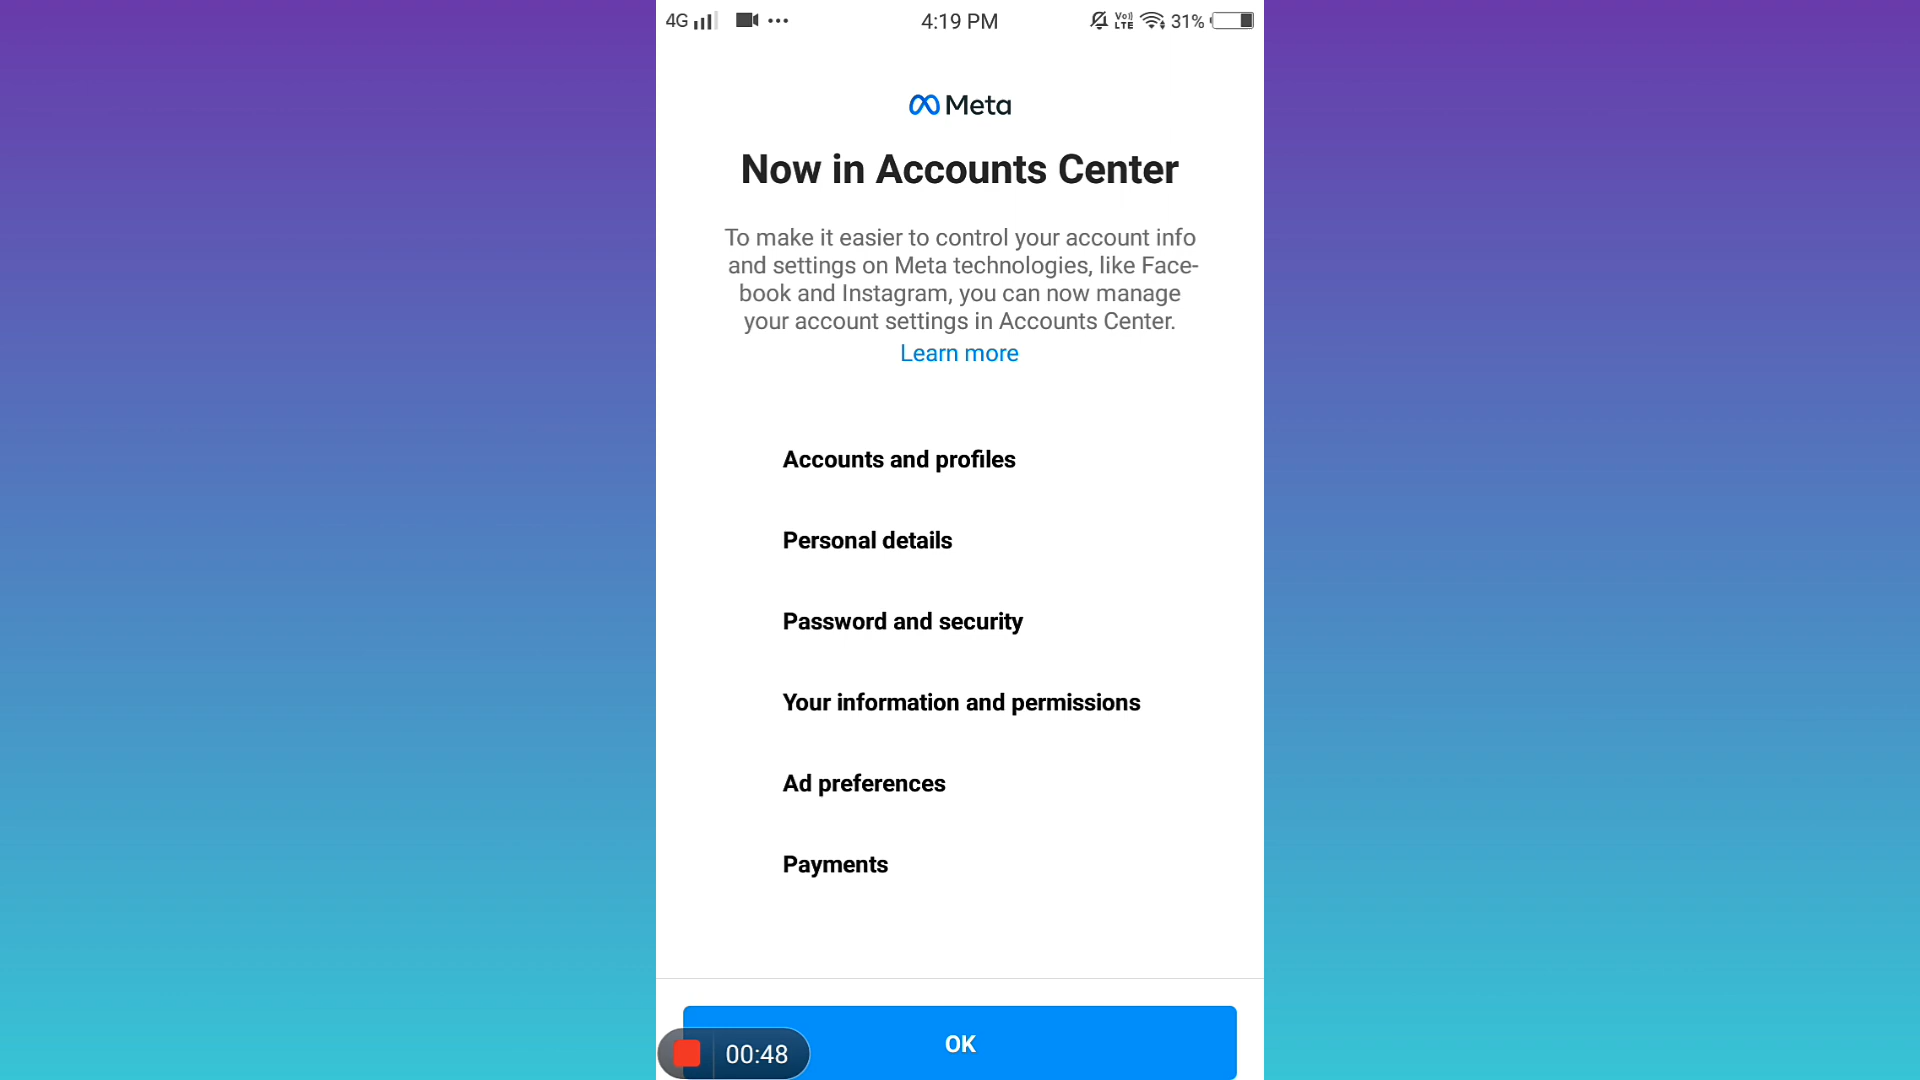 4G 4:19 PM Vo)) LTE 31%
Meta
Now in Accounts Center
To make it easier to control your account info
and settings on Meta technologies, like Face-
book and Instagram, you can now manage
your account settings in Accounts Center.
Learn more
Accounts and profiles
Personal details
Password and security
Your information and permissions
Ad preferences
Payments
OK
00:48